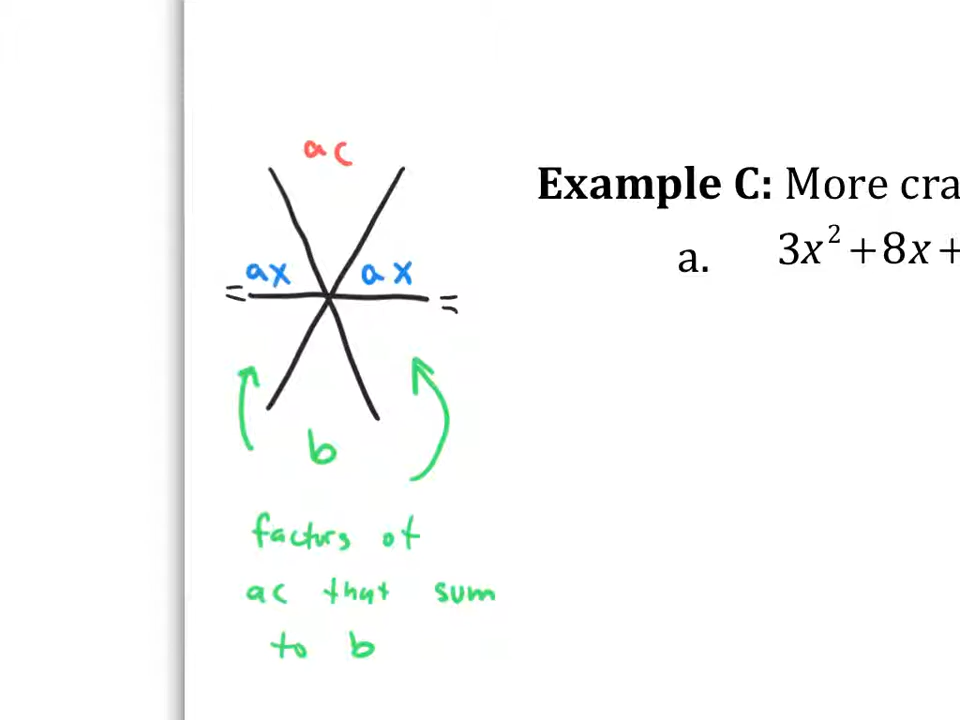 ac
Example C: More cra
a. 3x² + 8x +
ax ax
= =
b
factors of
ac that sum
to b